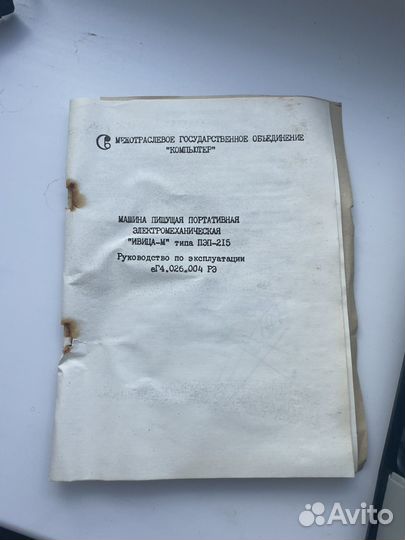 МЕЖОТРАСЛЕВОЕ ГОСУДАРСТВЕННОЕ ОБЪЕДИНЕНИЕ
"КОМПЬЮТЕР"
МАШИНА ПИШУЩАЯ ПОРТАТИВНАЯ
ЭЛЕКТРОМЕХАНИЧЕСКАЯ
"ИВИЦА-М" типа ПЭП-215
Руководство по эксплуатации
еГ4.026.004 РЭ
Avito